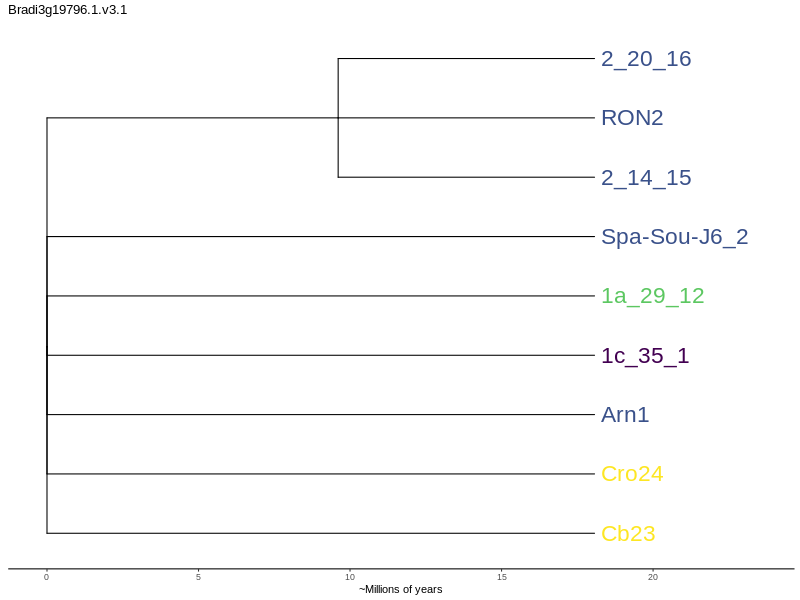 Bradi3g19796.1.v3.1
2_20_16
RON2
2_14_15
Spa-Sou-J6_2
1a_29_12
1c_35_1
Arn1
Cro24
Cb23
0 5 10 15 20
~Millions of years